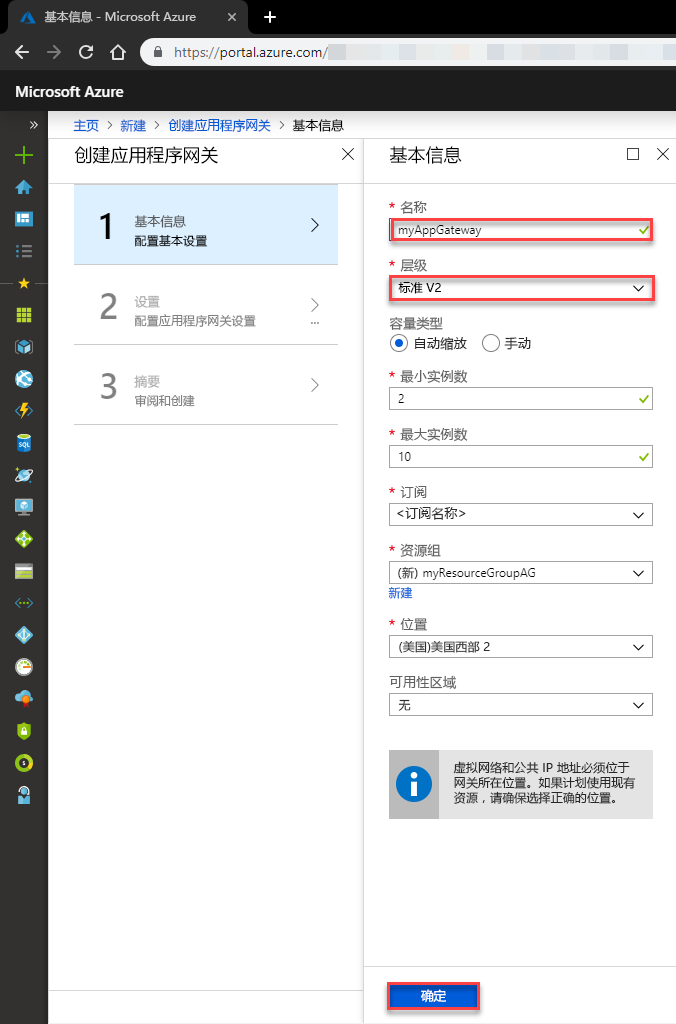 基本信息 - Microsoft Azure
https://portal.azure.com/
Microsoft Azure
主页 > 新建 > 创建应用程序网关 > 基本信息
创建应用程序网关
1
基本信息
配置基本设置
2
设置
配置应用程序网关设置
...
3
摘要
审阅和创建
基本信息
* 名称
myAppGateway
* 层级
标准 V2
容量类型
自动缩放 手动
* 最小实例数
2
* 最大实例数
10
* 订阅
<订阅名称>
* 资源组
(新) myResourceGroupAG
新建
* 位置
(美国)美国西部 2
可用性区域
无
虚拟网络和公共 IP 地址必须位于
网关所在位置。如果计划使用现有
资源，请确保选择正确的位置。
确定
SQL